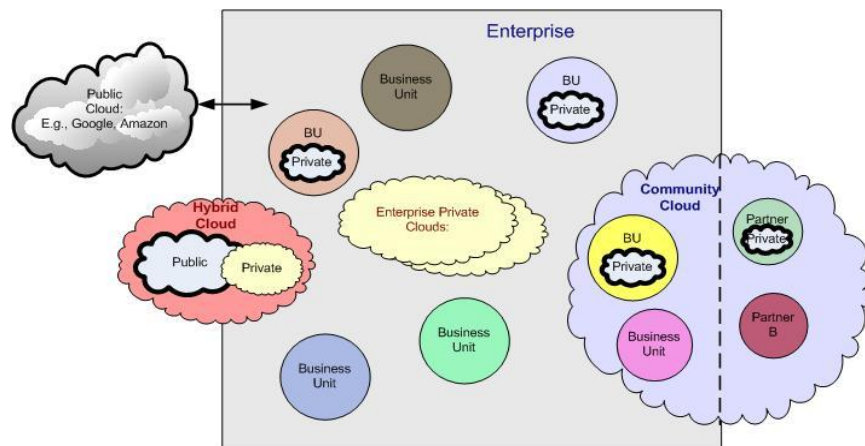 Enterprise
Public
Cloud:
E.g., Google, Amazon
Business
Unit
BU
Private
BU
Private
Hybrid
Cloud
Public
Private
Enterprise Private
Clouds:
Community
Cloud
BU
Private
Partner
Private
Business
Unit
Partner
B
Business
Unit
Business
Unit